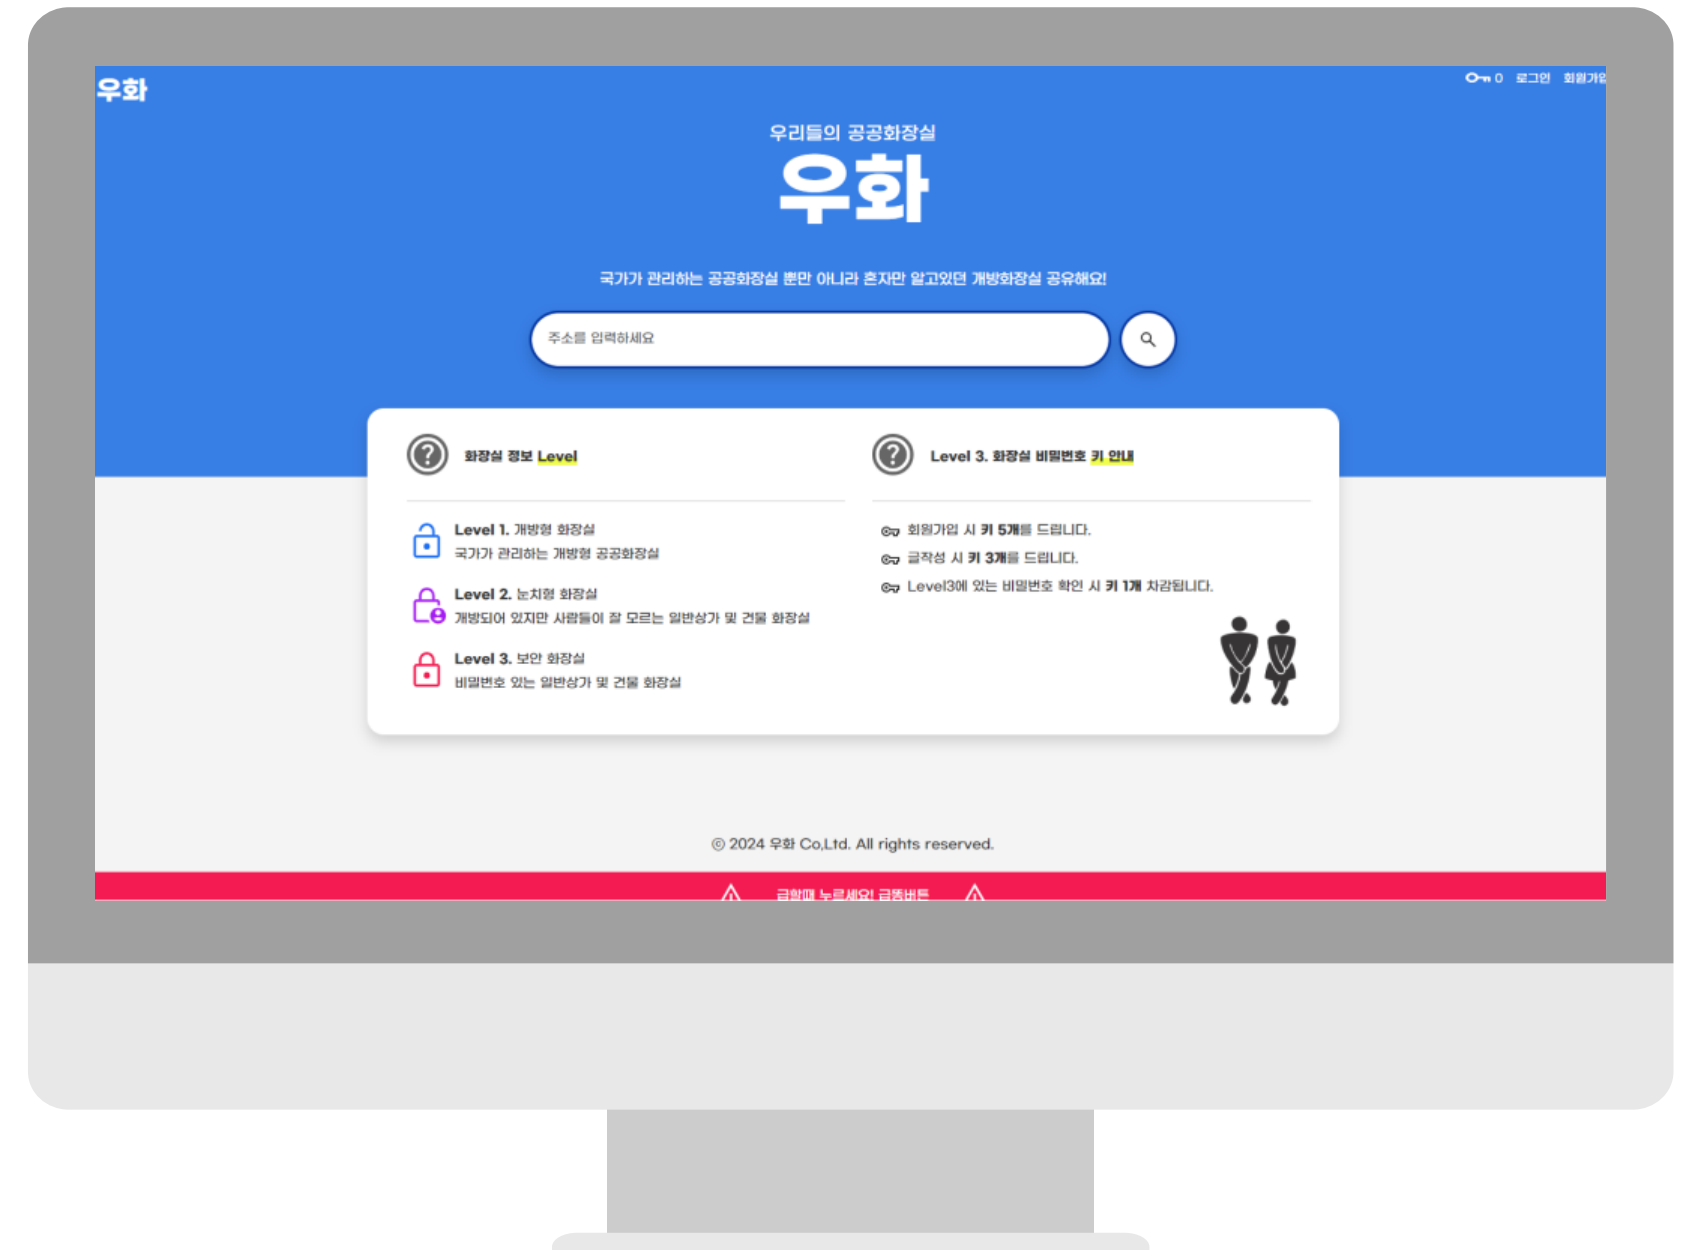 우화
0 로그인 회원가입
우리들의 공공화장실
우화
국가가 관리하는 공공화장실 뿐만 아니라 혼자만 알고있던 개방화장실 공유해요!
주소를 입력하세요
화장실 정보 Level
Level 1. 개방형 화장실
국가가 관리하는 개방형 공공화장실
Level 2. 눈치형 화장실
개방되어 있지만 사람들이 잘 모르는 일반상가 및 건물 화장실
Level 3. 보안 화장실
비밀번호 있는 일반상가 및 건물 화장실
Level 3. 화장실 비밀번호 키 안내
회원가입 시 키 5개를 드립니다.
글작성 시 키 3개를 드립니다.
Level3에 있는 비밀번호 확인 시 키 1개 차감됩니다.
© 2024 우화 Co,Ltd. All rights reserved.
급할때 누르세요! 급똥버튼